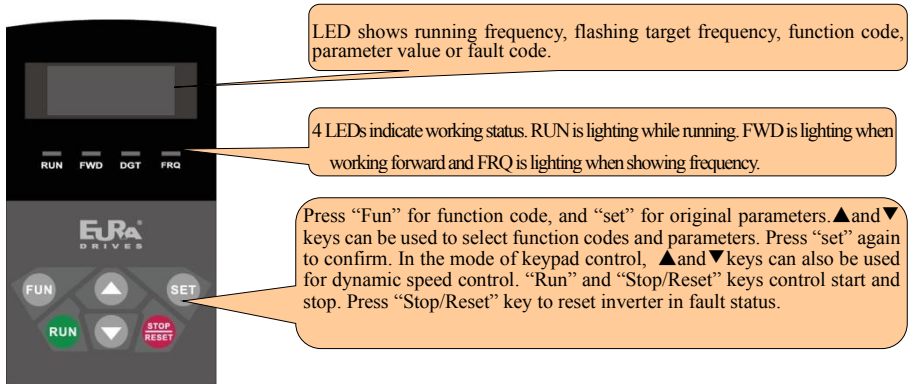 LED shows running frequency, flashing target frequency, function code,
parameter value or fault code.
4 LEDs indicate working status. RUN is lighting while running. FWD is lighting when
working forward and FRQ is lighting when showing frequency.
RUN FWD DGT FRQ
EURA
DRIVES
Press “Fun” for function code, and “set” for original parameters.▲and▼
keys can be used to select function codes and parameters. Press “set” again
to confirm. In the mode of keypad control, ▲and▼keys can also be used
for dynamic speed control. “Run” and “Stop/Reset” keys control start and
stop. Press “Stop/Reset” key to reset inverter in fault status.
FUN ▲ SET
RUN ▼ STOP
RESET